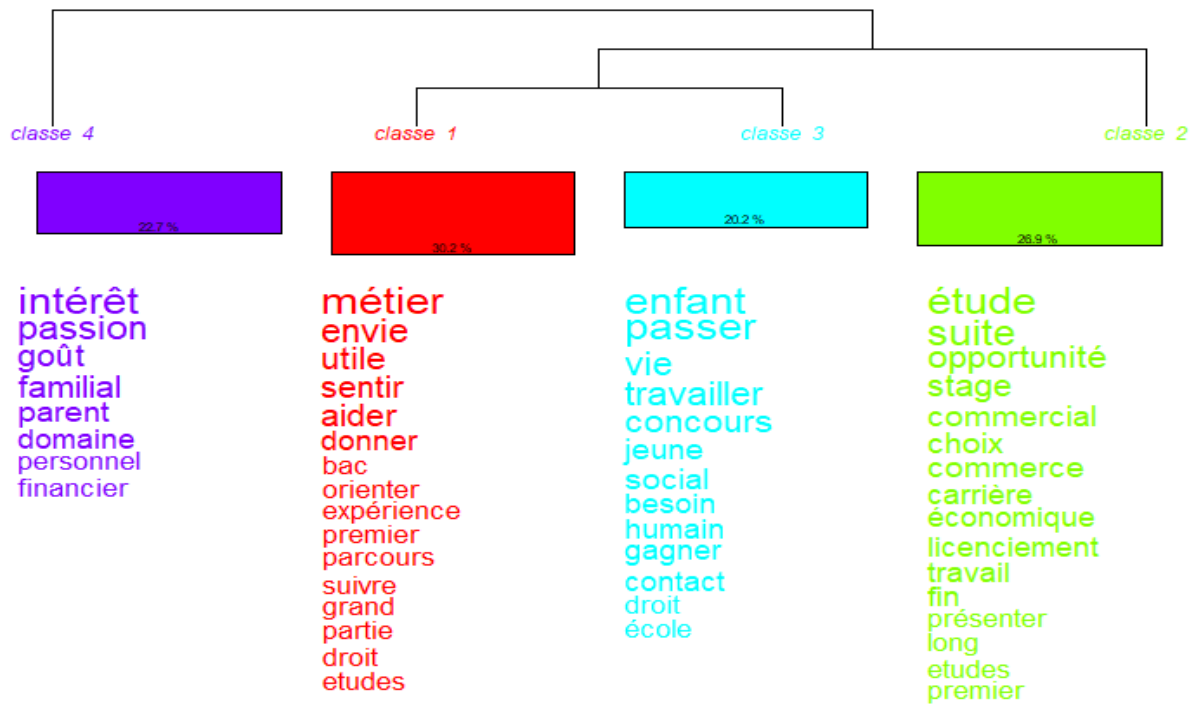 classe 4
classe 1
classe 3
classe 2
22.7 %
30.2 %
20.2 %
26.9 %
intérêt
passion
goût
familial
parent
domaine
personnel
financier
métier
envie
utile
sentir
aider
donner
bac
orienter
expérience
premier
parcours
suivre
grand
partie
droit
etudes
enfant
passer
vie
travailler
concours
jeune
social
besoin
humain
gagner
contact
droit
école
étude
suite
opportunité
stage
commercial
choix
commerce
carrière
économique
licenciement
travail
fin
présenter
long
etudes
premier